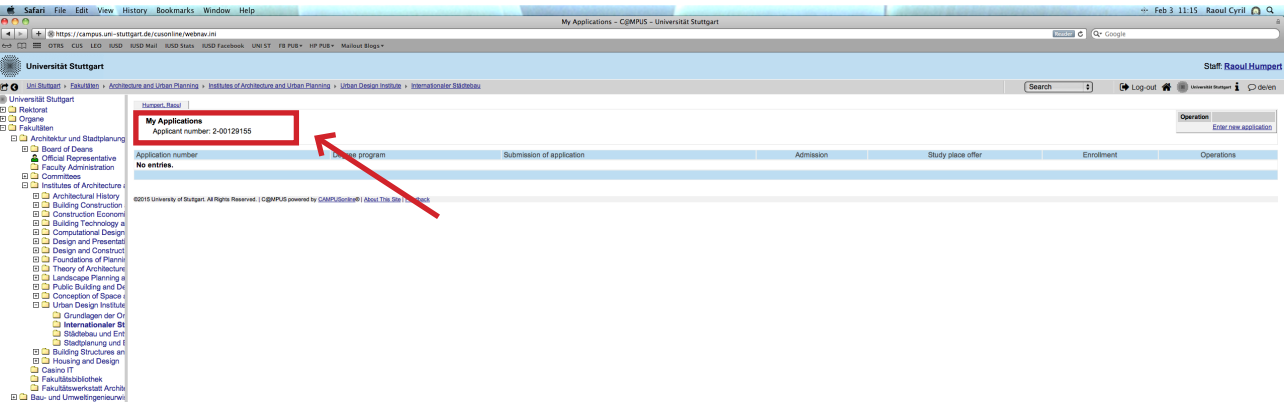 Safari File Edit View History Bookmarks Window Help Feb 3 11:15 Raoul Cyril
My Applications – C@MPUS – Universität Stuttgart
https://campus.uni-stuttgart.de/cusonline/webnav.ini Reader Google
OTRS CUS LEO IUSD IUSD Mail IUSD Stats IUSD Facebook UNI ST FB PUB HP PUB Mailout Blogs
Universität Stuttgart Staff: Raoul Humpert
Uni Stuttgart Fakultäten Architecture and Urban Planning Institutes of Architecture and Urban Planning Urban Design Institute Internationaler Städtebau Search Log-out Universität Stuttgart de/en
Universität Stuttgart
Rektorat
Organe
Fakultäten
Architektur und Stadtplanung
Board of Deans
Official Representative
Faculty Administration
Committees
Institutes of Architecture a
Architectural History
Building Construction
Construction Economi
Building Technology a
Computational Design
Design and Presentati
Design and Construct
Foundations of Plannin
Theory of Architecture
Landscape Planning a
Public Building and De
Conception of Space a
Urban Design Institute
Grundlagen der Or
Internationaler St
Städtebau und Ent
Stadtplanung und E
Building Structures an
Housing and Design
Casino IT
Fakultätsbibliothek
Fakultätswerkstatt Archite
Bau- und Umweltingenieurwis
Humpert, Raoul
My Applications
Applicant number: 2-00129155
Operation
Enter new application
Application number Degree program Submission of application Admission Study place offer Enrollment Operations
No entries.
©2015 University of Stuttgart. All Rights Reserved. | C@MPUS powered by CAMPUSonline® | About This Site | Feedback